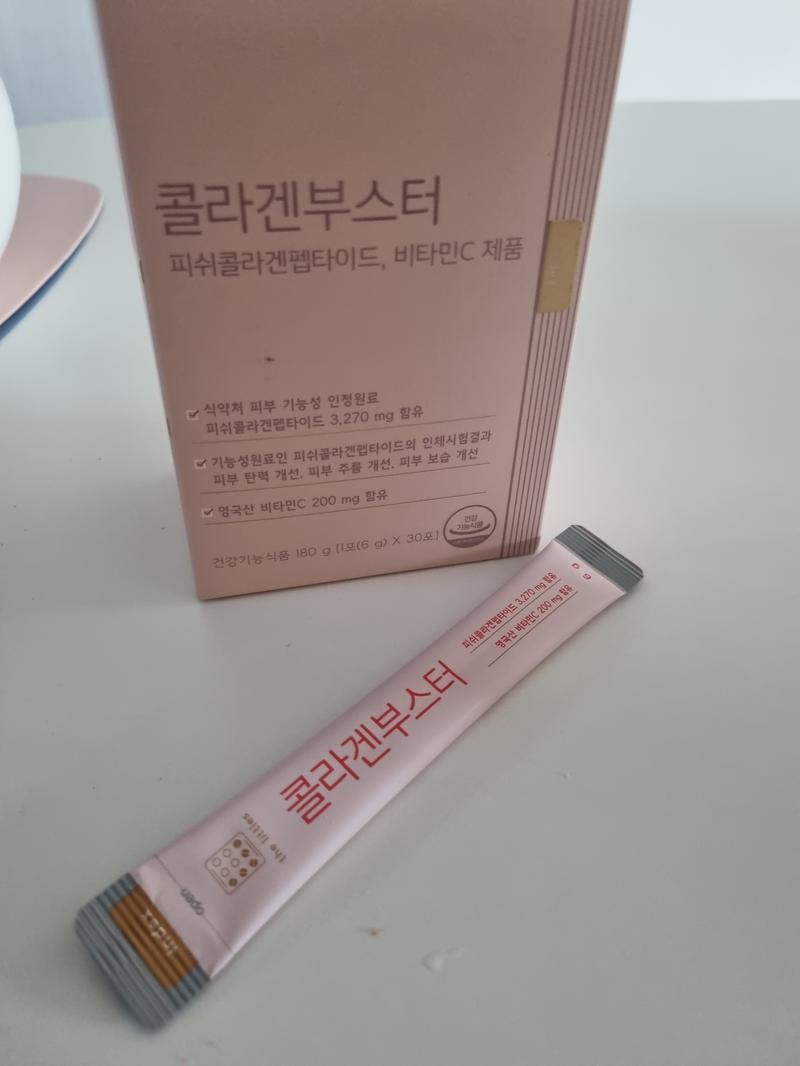 콜라겐부스터
피쉬콜라겐펩타이드, 비타민C 제품
식약처 피부 기능성 인정원료
피쉬콜라겐펩타이드 3,270 mg 함유
기능성원료인 피쉬콜라겐펩타이드의 인체시험결과
피부 탄력 개선, 피부 주름 개선, 피부 보습 개선
영국산 비타민C 200 mg 함유
건강기능식품 180 g [1포(6 g) X 30포]
건강
기능식품
피쉬콜라겐펩타이드 3,270 mg 함유
영국산 비타민C 200 mg 함유
콜라겐부스터
the littles
open
index